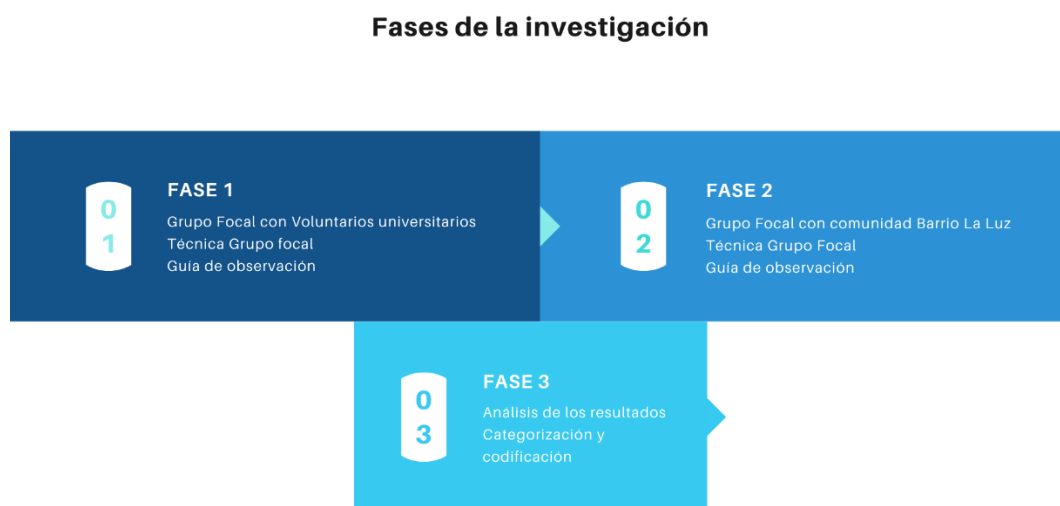 Fases de la investigación
0
1
FASE 1
Grupo Focal con Voluntarios universitarios
Técnica Grupo focal
Guía de observación
0
2
FASE 2
Grupo Focal con comunidad Barrio La Luz
Técnica Grupo Focal
Guía de observación
0
3
FASE 3
Análisis de los resultados
Categorización y
codificación